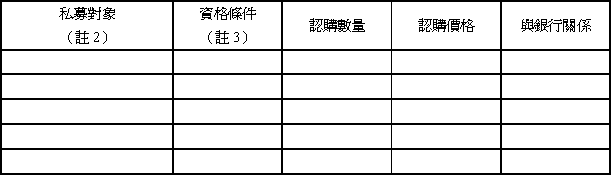 私募對象
（註 2）
資格條件
（註 3）
認購數量
認購價格
與銀行關係